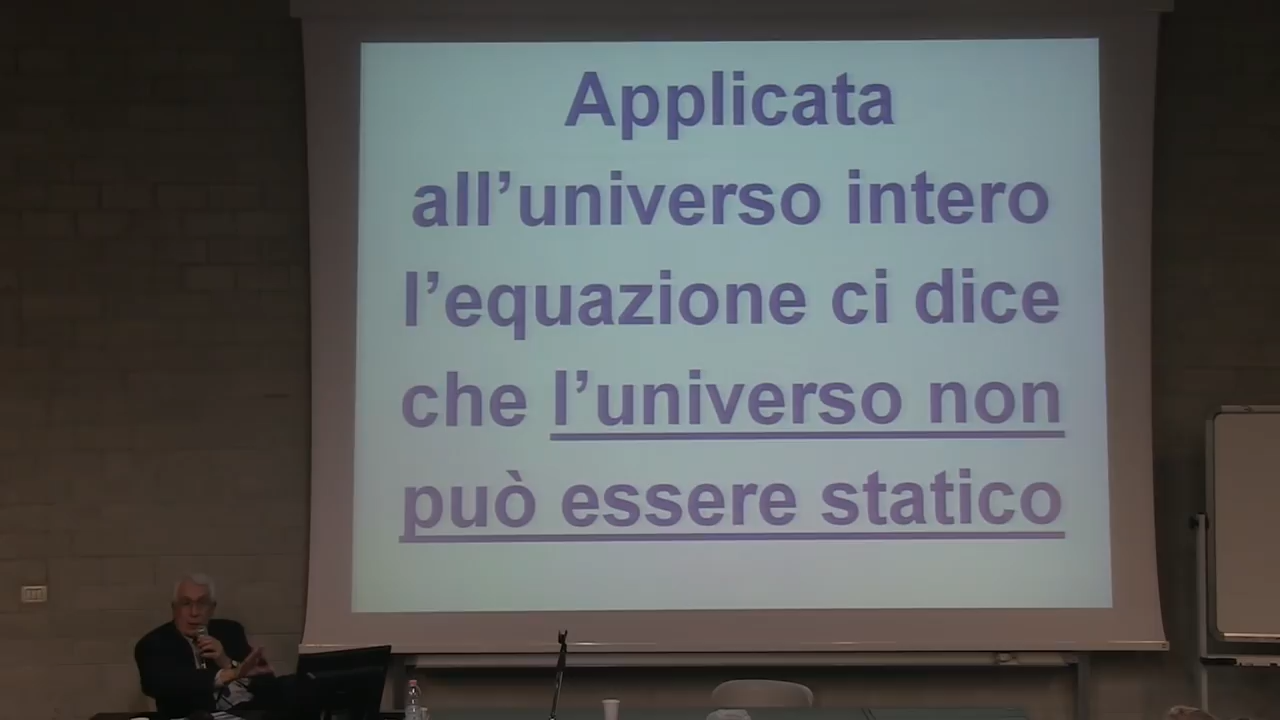 Applicata
all’universo intero
l’equazione ci dice
che l’universo non
può essere statico